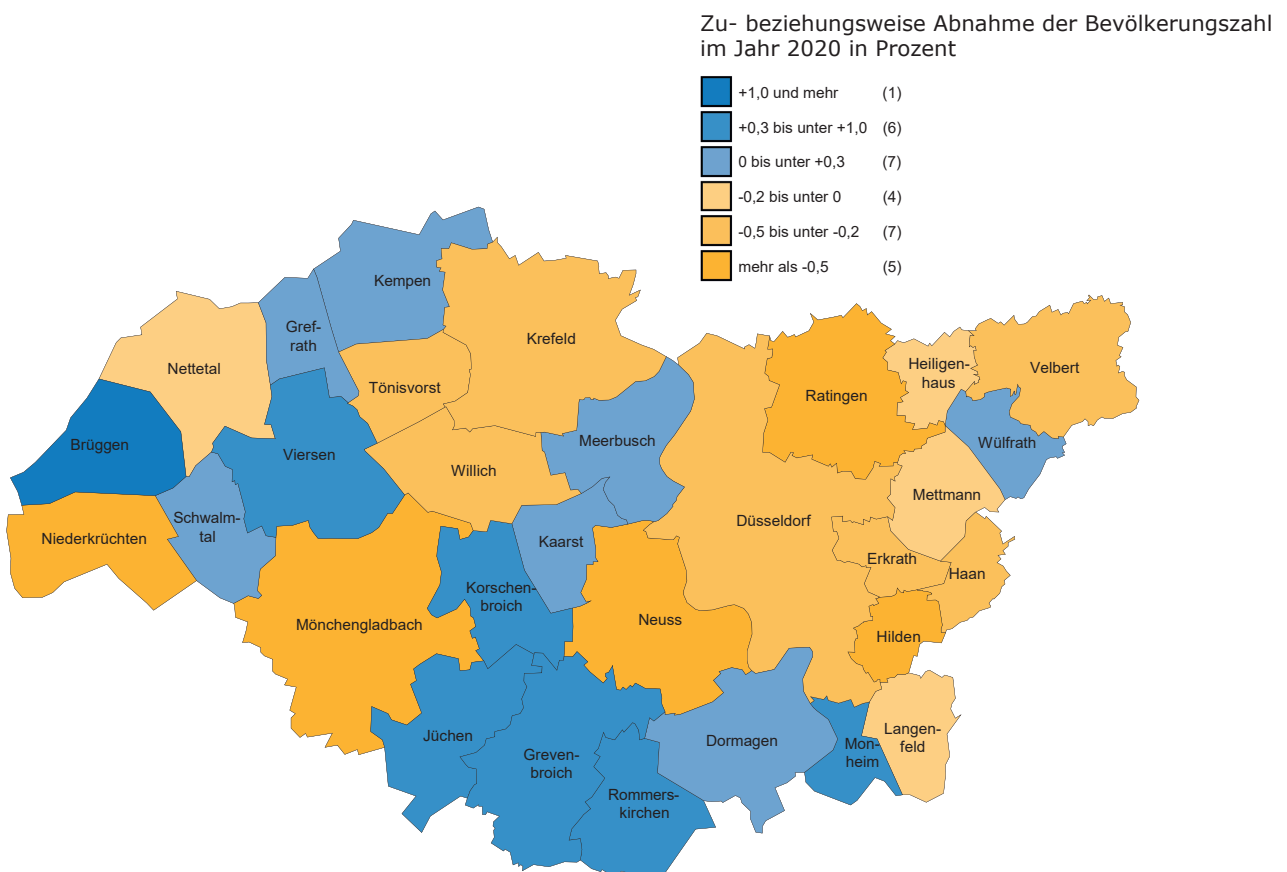 Zu- beziehungsweise Abnahme der Bevölkerungszahl
im Jahr 2020 in Prozent
+1,0 und mehr (1)
+0,3 bis unter +1,0 (6)
0 bis unter +0,3 (7)
-0,2 bis unter 0 (4)
-0,5 bis unter -0,2 (7)
mehr als -0,5 (5)
Kempen
Gref-
rath
Krefeld
Nettetal
Tönisvorst
Ratingen
Heiligen-
haus
Velbert
Brüggen
Viersen
Willich
Meerbusch
Wülfrath
Mettmann
Niederkrüchten
Schwalm-
tal
Kaarst
Düsseldorf
Erkrath
Haan
Korschen-
broich
Mönchengladbach
Neuss
Hilden
Jüchen
Greven-
broich
Dormagen
Mon-
heim
Langen-
feld
Rommers-
kirchen